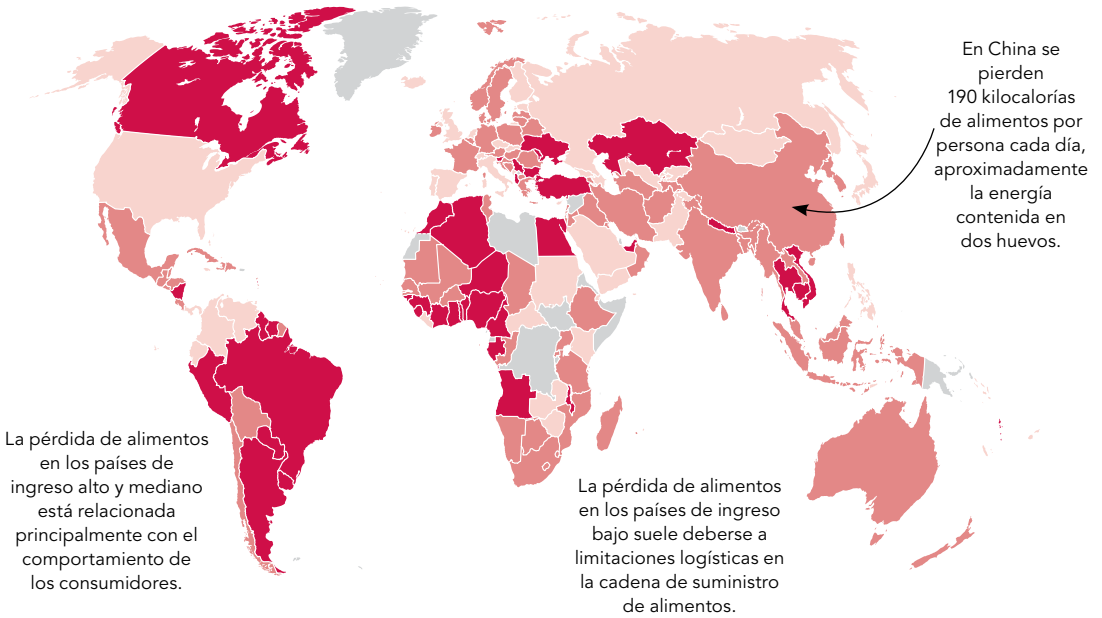 En China se
pierden
190 kilocalorías
de alimentos por
persona cada día,
aproximadamente
la energía
contenida en
dos huevos.
La pérdida de alimentos
en los países de
ingreso alto y mediano
está relacionada
principalmente con el
comportamiento de
los consumidores.
La pérdida de alimentos
en los países de ingreso
bajo suele deberse a
limitaciones logísticas en
la cadena de suministro
de alimentos.